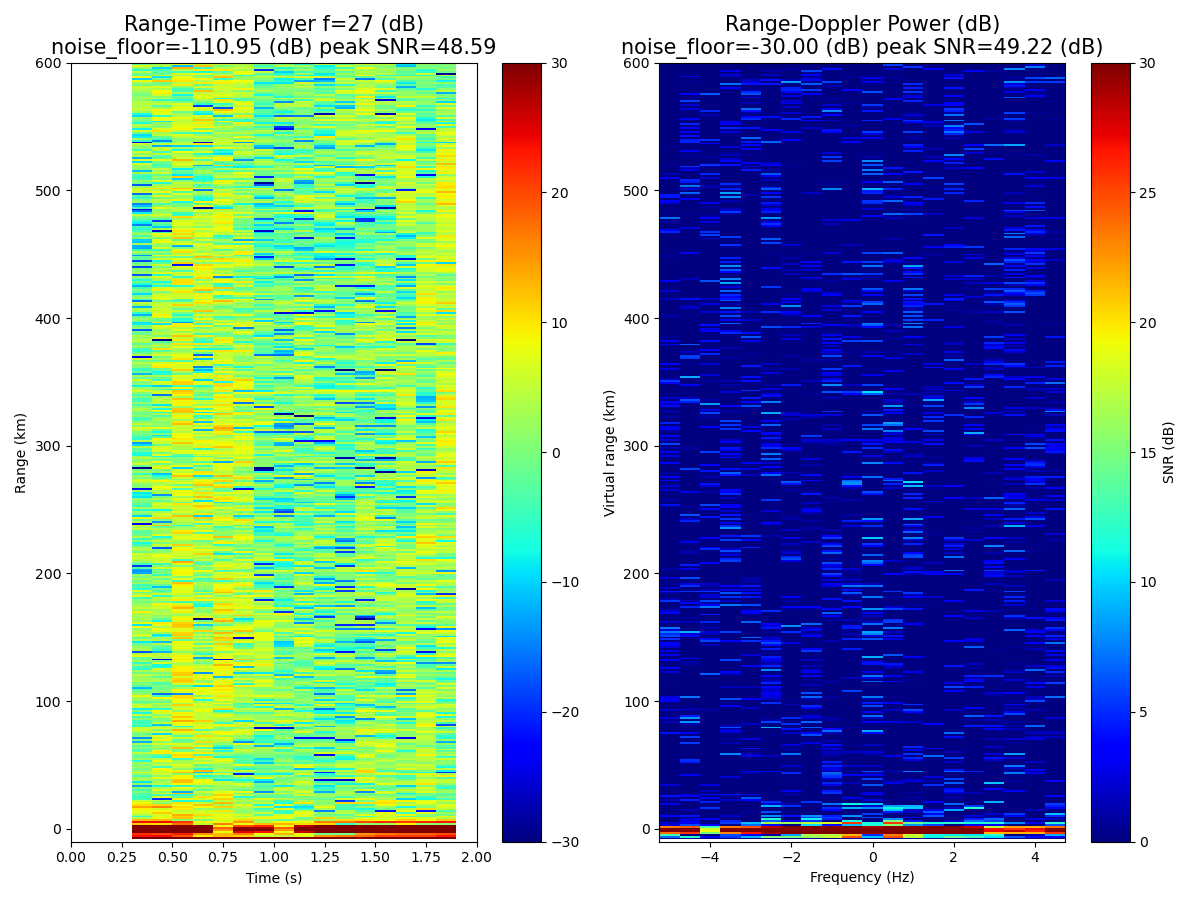 Range-Time Power f=27 (dB)
noise_floor=-110.95 (dB) peak SNR=48.59
Range (km)
600
500
400
300
200
100
0
0.00 0.25 0.50 0.75 1.00 1.25 1.50 1.75 2.00
Time (s)
30
20
10
0
−10
−20
−30
Range-Doppler Power (dB)
noise_floor=-30.00 (dB) peak SNR=49.22 (dB)
Virtual range (km)
600
500
400
300
200
100
0
−4 −2 0 2 4
Frequency (Hz)
30
25
20
15
10
5
0
SNR (dB)